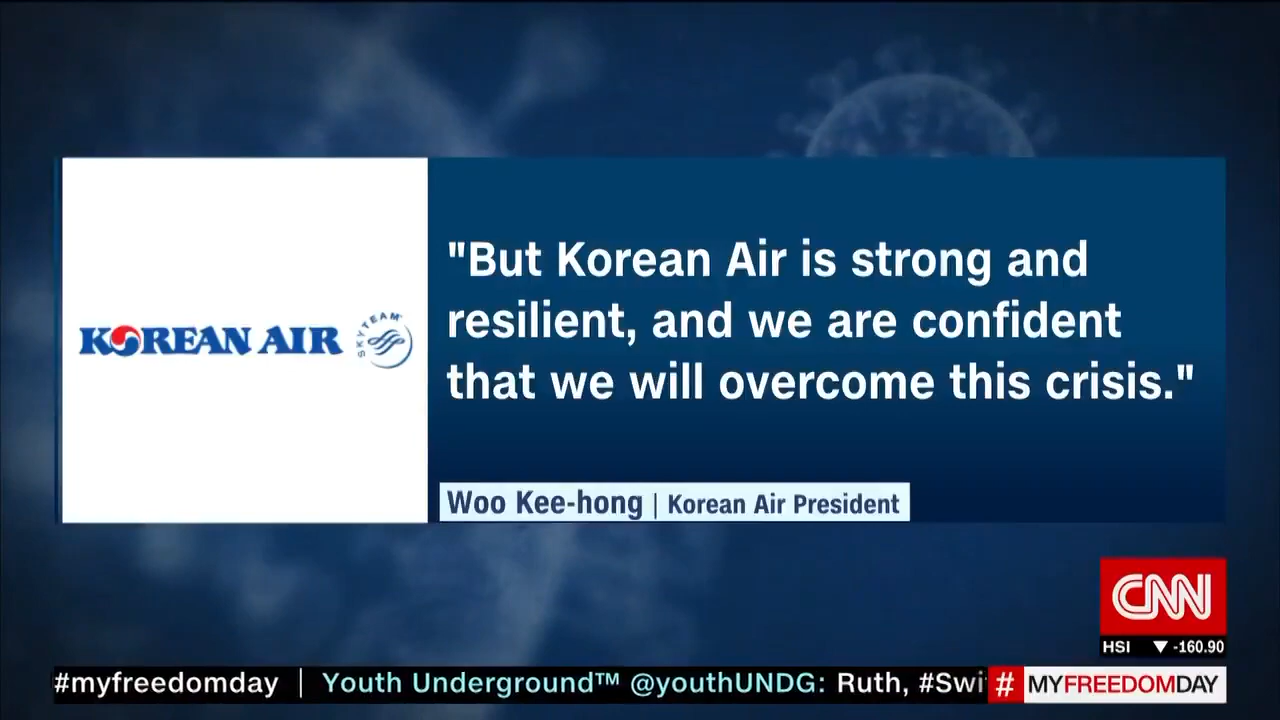 "But Korean Air is strong and
resilient, and we are confident
that we will overcome this crisis."
KOREAN AIR
SKYTEAM
Woo Kee-hong | Korean Air President
CNN
HSI ▼ -160.90
#myfreedomday | Youth Underground™ @youthUNDG: Ruth, #Swi
# MYFREEDOMDAY